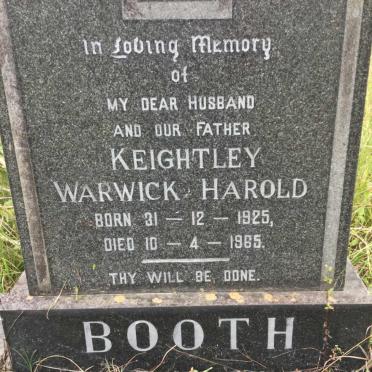 In Loving Memory
of
MY DEAR HUSBAND
AND OUR FATHER
KEIGHTLEY
WARWICK HAROLD
BORN 31 — 12 — 1925,
DIED 10 — 4 — 1965.
THY WILL BE DONE.
BOOTH